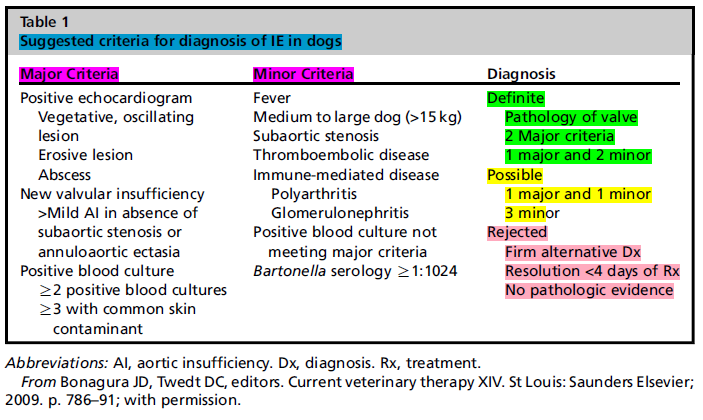 Table 1
Suggested criteria for diagnosis of IE in dogs
Major Criteria
Positive echocardiogram
Vegetative, oscillating
lesion
Erosive lesion
Abscess
New valvular insufficiency
>Mild AI in absence of
subaortic stenosis or
annuloaortic ectasia
Positive blood culture
≥2 positive blood cultures
≥3 with common skin
contaminant
Minor Criteria
Fever
Medium to large dog (>15 kg)
Subaortic stenosis
Thromboembolic disease
Immune-mediated disease
Polyarthritis
Glomerulonephritis
Positive blood culture not
meeting major criteria
Bartonella serology ≥1:1024
Diagnosis
Definite
Pathology of valve
2 Major criteria
1 major and 2 minor
Possible
1 major and 1 minor
3 minor
Rejected
Firm alternative Dx
Resolution <4 days of Rx
No pathologic evidence
Abbreviations: AI, aortic insufficiency. Dx, diagnosis. Rx, treatment.
From Bonagura JD, Twedt DC, editors. Current veterinary therapy XIV. St Louis: Saunders Elsevier;
2009. p. 786–91; with permission.